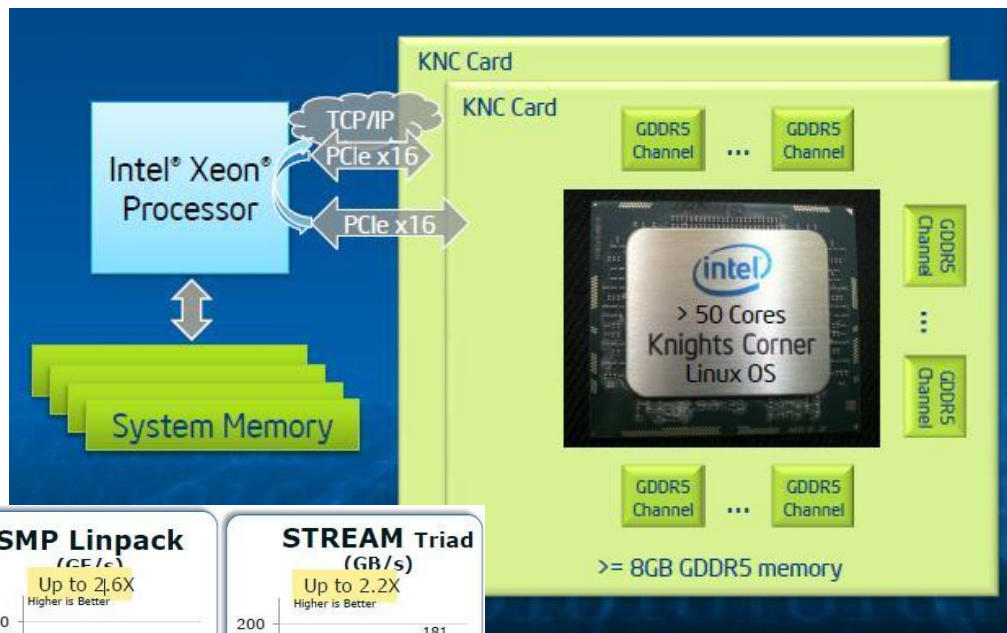 KNC Card
KNC Card
TCP/IP
PCIe x16
PCIe x16
Intel® Xeon®
Processor
System Memory
GDDR5
Channel
...
GDDR5
Channel
GDDR5
Channel
...
GDDR5
Channel
(intel)
> 50 Cores
Knights Corner
Linux OS
GDDR5
Channel
...
GDDR5
Channel
>= 8GB GDDR5 memory
SMP Linpack
Up to 2.6X
Higher is Better
STREAM Triad
(GB/s)
Up to 2.2X
Higher is Better
200
181